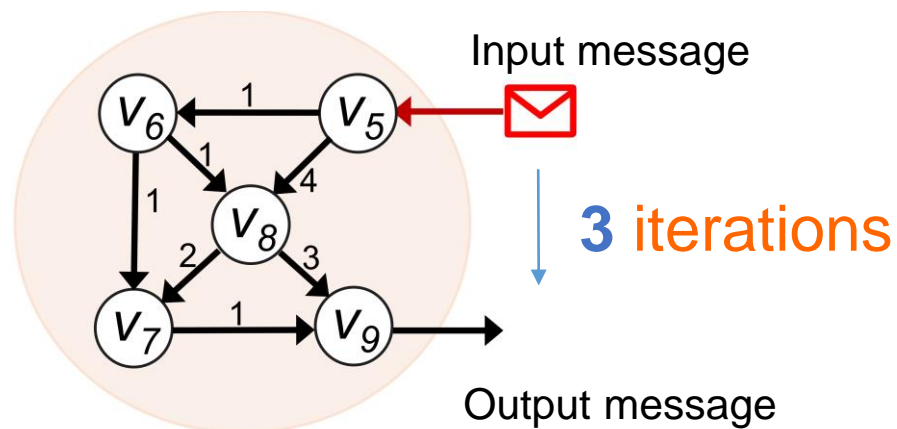 Input message
1
v6
v5
1
4
1
v8
3 iterations
2
3
v7
1
v9
Output message